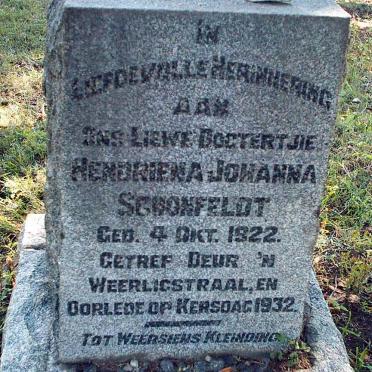 IN
LIEFDEVOLLE HERINNERING
AAN
ONS LIEWE DOGTERTJIE
HENDRIENA JOHANNA
SCHONFELDT
GEB. 4 OKT. 1922.
GETREF DEUR 'N
WEERLIGSTRAAL, EN
OORLEDE OP KERSDAG 1932.
TOT WEERSIENS KLEINDING